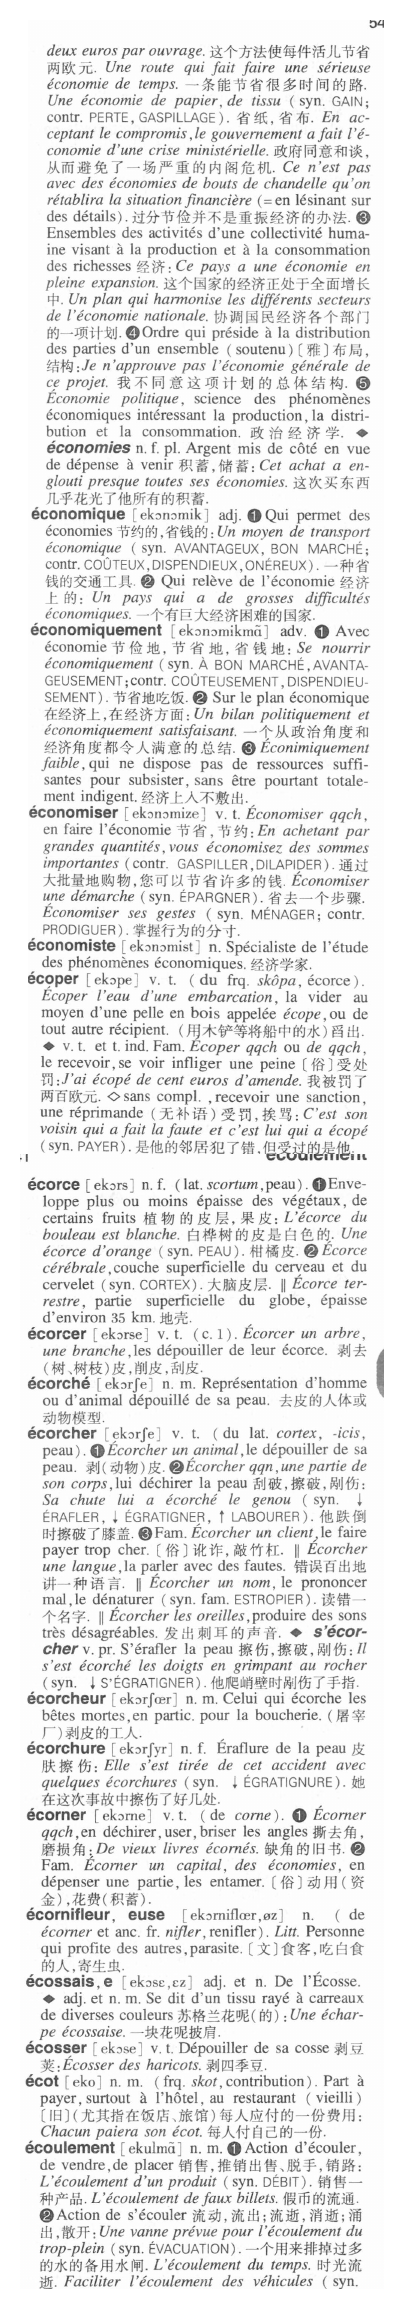 54
deux euros par ouvrage. 这个方法使每件活儿节省
两欧元. Une route qui fait faire une sérieuse
économie de temps. 一条能节省很多时间的路.
Une économie de papier, de tissu ( syn. GAIN;
contr. PERTE, GASPILLAGE ). 省纸,省布. En ac-
ceptant le compromis,le gouvernement a fait l'é-
conomie d'une crise ministérielle. 政府同意和谈,
从而避免了一场严重的内阁危机. Ce n'est pas
avec des économies de bouts de chandelle qu'on
rétablira la situation financière (= en lésinant sur
des détails). 过分节俭并不是重振经济的办法. ❸
Ensembles des activités d'une collectivité huma-
ine visant à la production et à la consommation
des richesses 经济:Ce pays a une économie en
pleine expansion. 这个国家的经济正处于全面增长
中. Un plan qui harmonise les différents secteurs
de l'économie nationale. 协调国民经济各个部门
的一项计划. ❹Ordre qui préside à la distribution
des parties d'un ensemble ( soutenu)〔雅〕布局,
结构:Je n'approuve pas l'économie générale de
ce projet. 我不同意这项计划的总体结构. ❺
Économie politique, science des phénomènes
économiques intéressant la production,la distri-
bution et la consommation. 政治经济学. ◆
économies n. f. pl. Argent mis de côté en vue
de dépense à venir 积蓄,储蓄:Cet achat a en-
glouti presque toutes ses économies. 这次买东西
几乎花光了他所有的积蓄.
économique [ekɔnɔmik] adj. ❶Qui permet des
économies 节约的,省钱的:Un moyen de transport
économique ( syn. AVANTAGEUX, BON MARCHÉ;
contr. COÛTEUX,DISPENDIEUX,ONÉREUX). 一种省
钱的交通工具. ❷ Qui relève de l'économie 经济
上的: Un pays qui a de grosses difficultés
économiques. 一个有巨大经济困难的国家.
économiquement [ekɔnɔmikmɑ̃] adv. ❶ Avec
économie 节俭地, 节省地, 省钱地: Se nourrir
économiquement (syn. À BON MARCHÉ,AVANTA-
GEUSEMENT;contr. COÛTEUSEMENT,DISPENDIEU-
SEMENT). 节省地吃饭. ❷ Sur le plan économique
在经济上,在经济方面:Un bilan politiquement et
économiquement satisfaisant. 一个从政治角度和
经济角度都令人满意的总结. ❸ Éconimiquement
faible,qui ne dispose pas de ressources suffi-
santes pour subsister, sans être pourtant totale-
ment indigent. 经济上入不敷出.
économiser [ekɔnɔmize] v. t. Économiser qqch,
en faire l'économie 节省,节约:En achetant par
grandes quantités,vous économisez des sommes
importantes (contr. GASPILLER,DILAPIDER). 通过
大批量地购物,您可以节省许多的钱. Économiser
une démarche (syn. ÉPARGNER). 省去一个步骤.
Économiser ses gestes ( syn. MÉNAGER; contr.
PRODIGUER). 掌握行为的分寸.
économiste [ekɔnɔmist] n. Spécialiste de l'étude
des phénomènes économiques. 经济学家.
écoper [ekɔpe] v. t. ( du frq. skôpa, écorce).
Écoper l'eau d'une embarcation, la vider au
moyen d'une pelle en bois appelée écope,ou de
tout autre récipient. (用木铲等将船中的水)舀出.
◆ v. t. et t. ind. Fam. Écoper qqch ou de qqch,
le recevoir,se voir infliger une peine〔俗〕受处
罚:J'ai écopé de cent euros d'amende. 我被罚了
两百欧元. ◇sans compl. ,recevoir une sanction,
une réprimande (无补语) 受罚,挨骂:C'est son
voisin qui a fait la faute et c'est lui qui a écopé
(syn. PAYER). 是他的邻居犯了错,但受过的是他.
écoulement
écorce [ekɔrs] n. f. (lat. scortum,peau). ❶Enve-
loppe plus ou moins épaisse des végétaux, de
certains fruits 植物的皮层,果皮:L'écorce du
bouleau est blanche. 白桦树的皮是白色的. Une
écorce d'orange (syn. PEAU). 柑橘皮. ❷ Écorce
cérébrale,couche superficielle du cerveau et du
cervelet (syn. CORTEX). 大脑皮层. ‖ Écorce ter-
restre, partie superficielle du globe, épaisse
d'environ 35 km. 地壳.
écorcer [ekɔrse] v. t. (c. 1). Écorcer un arbre,
une branche,les dépouiller de leur écorce. 剥去
(树、树枝)皮,削皮,刮皮.
écorché [ekɔrʃe] n. m. Représentation d'homme
ou d'animal dépouillé de sa peau. 去皮的人体或
动物模型.
écorcher [ekɔrʃe] v. t. ( du lat. cortex, -icis,
peau). ❶Écorcher un animal,le dépouiller de sa
peau. 剥(动物)皮. ❷Écorcher qqn,une partie de
son corps,lui déchirer la peau 刮破,擦破,剐伤:
Sa chute lui a écorché le genou ( syn. ↓
ÉRAFLER, ↓ ÉGRATIGNER, ↑ LABOURER). 他跌倒
时擦破了膝盖. ❸Fam. Écorcher un client,le faire
payer trop cher.〔俗〕讹诈,敲竹杠. ‖ Écorcher
une langue,la parler avec des fautes. 错误百出地
讲一种语言. ‖ Écorcher un nom, le prononcer
mal,le dénaturer (syn. fam. ESTROPIER). 读错一
个名字. ‖ Écorcher les oreilles,produire des sons
très désagréables. 发出刺耳的声音. ◆ s'écor-
cher v. pr. S'érafler la peau 擦伤,擦破,剐伤:Il
s'est écorché les doigts en grimpant au rocher
(syn. ↓ S'ÉGRATIGNER). 他爬峭壁时剐伤了手指.
écorcheur [ekɔrʃœr] n. m. Celui qui écorche les
bêtes mortes,en partic. pour la boucherie. (屠宰
厂)剥皮的工人.
écorchure [ekɔrʃyr] n. f. Éraflure de la peau 皮
肤擦伤: Elle s'est tirée de cet accident avec
quelques écorchures (syn. ↓ ÉGRATIGNURE). 她
在这次事故中擦伤了好几处.
écorner [ekɔrne] v. t. ( de corne). ❶ Écorner
qqch,en déchirer,user,briser les angles 撕去角,
磨损角:De vieux livres écornés. 缺角的旧书. ❷
Fam. Écorner un capital, des économies, en
dépenser une partie, les entamer.〔俗〕动用(资
金),花费(积蓄).
écornifleur, euse [ekɔrniflœr,øz] n. ( de
écorner et anc. fr. nifler,renifler). Litt. Personne
qui profite des autres,parasite.〔文〕食客,吃白食
的人,寄生虫.
écossais,e [ekɔsɛ,ɛz] adj. et n. De l'Écosse.
◆ adj. et n. m. Se dit d'un tissu rayé à carreaux
de diverses couleurs 苏格兰花呢(的):Une échar-
pe écossaise. 一块花呢披肩.
écosser [ekɔse] v. t. Dépouiller de sa cosse 剥豆
荚:Écosser des haricots. 剥四季豆.
écot [eko] n. m. (frq. skot,contribution). Part à
payer,surtout à l'hôtel, au restaurant ( vieilli)
〔旧〕(尤其指在饭店、旅馆)每人应付的一份费用:
Chacun paiera son écot. 每人付自己的一份.
écoulement [ekulmɑ̃] n. m. ❶Action d'écouler,
de vendre,de placer 销售,推销出售、脱手,销路:
L'écoulement d'un produit (syn. DÉBIT). 销售一
种产品. L'écoulement de faux billets. 假币的流通.
❷Action de s'écouler 流动,流出;流逝,消逝;涌
出,散开:Une vanne prévue pour l'écoulement du
trop-plein (syn. ÉVACUATION). 一个用来排掉过多
的水的备用水闸. L'écoulement du temps. 时光流
逝. Faciliter l'écoulement des véhicules ( syn.